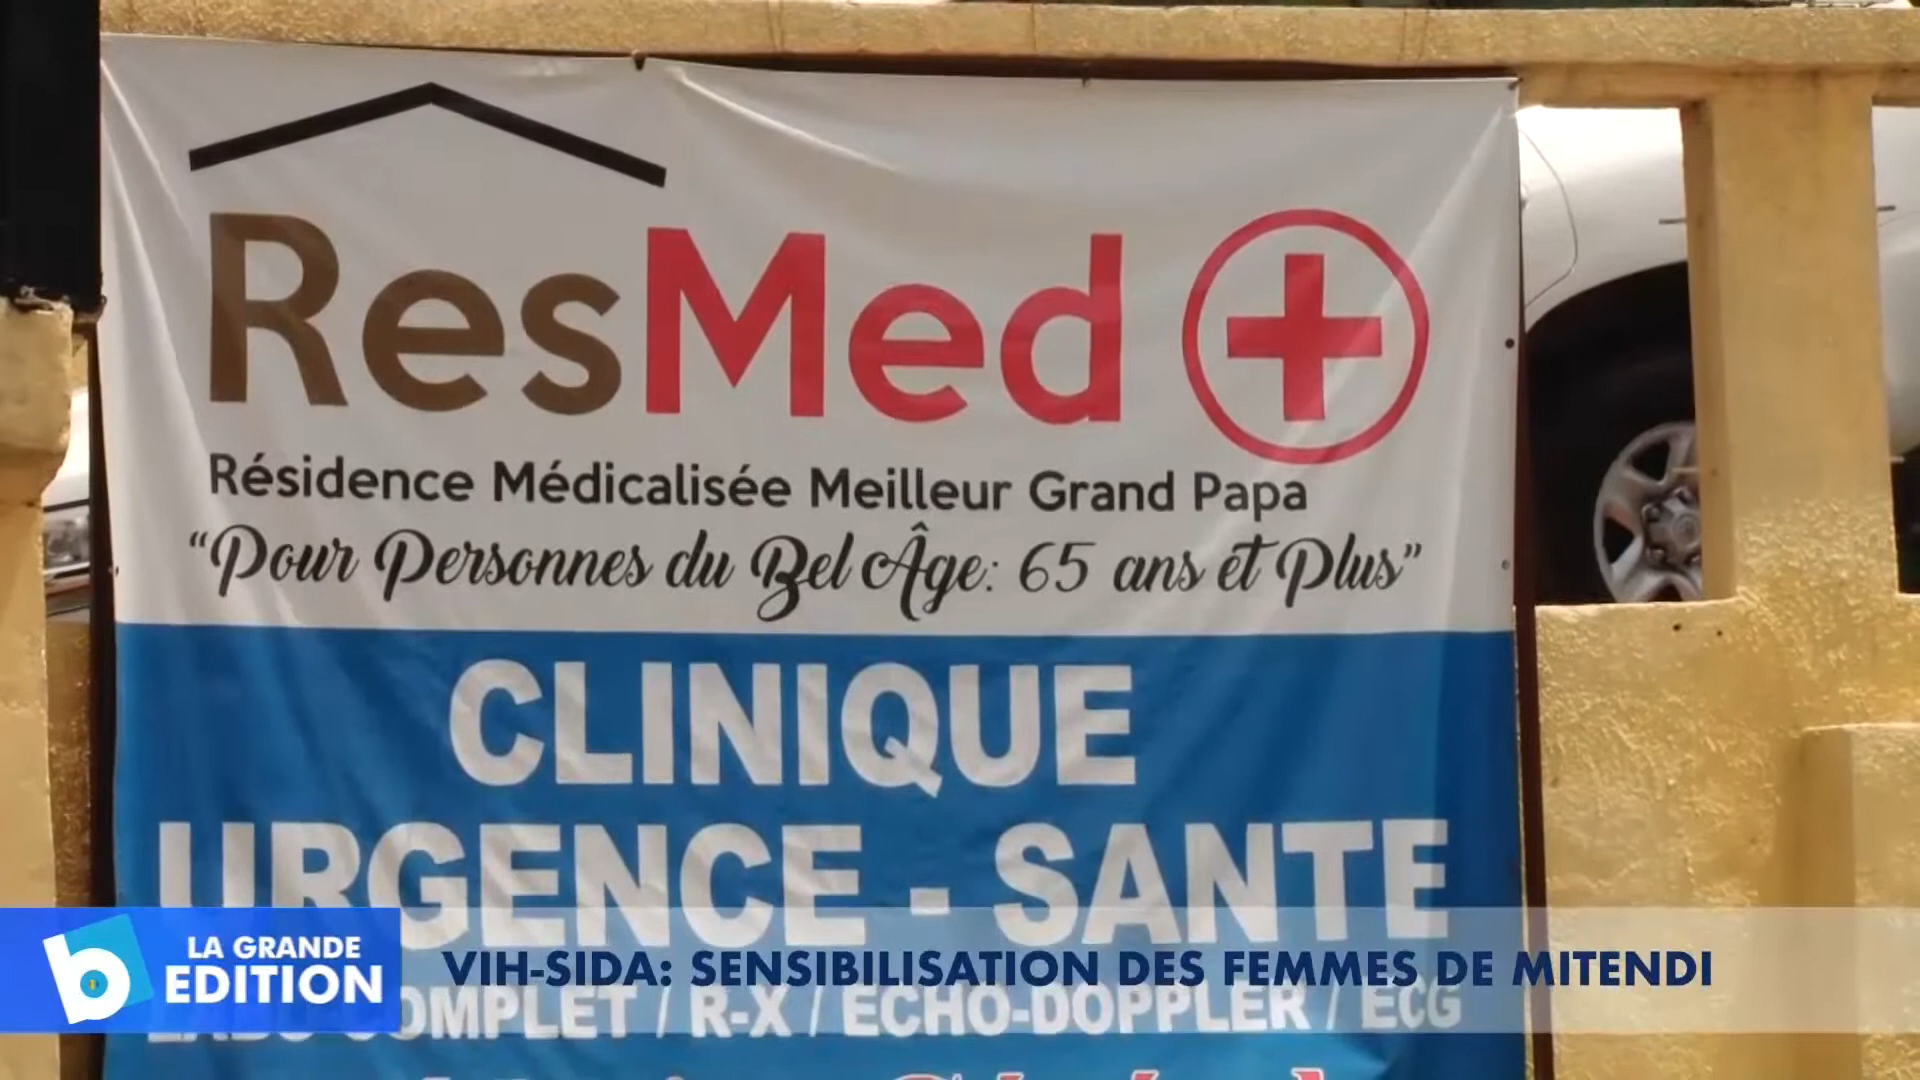 ResMed
Résidence Médicalisée Meilleur Grand Papa
"Pour Personnes du Bel Âge: 65 ans et Plus"
CLINIQUE
URGENCE - SANTE
LA GRANDE
EDITION
VIH-SIDA: SENSIBILISATION DES FEMMES DE MITENDI
LABO COMPLET / R-X / ECHO-DOPPLER / ECG